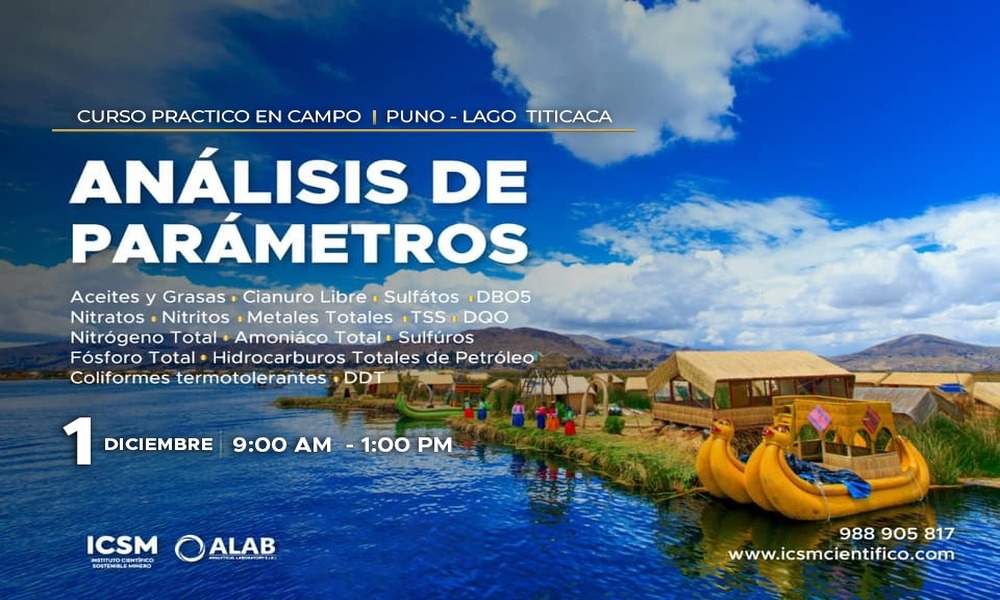 CURSO PRACTICO EN CAMPO | PUNO - LAGO TITICACA
ANÁLISIS DE
PARÁMETROS
Aceites y Grasas • Cianuro Libre • Sulfátos • DBO5
Nitratos • Nitritos • Metales Totales • TSS • DQO
Nitrógeno Total • Amoniáco Total • Sulfúros
Fósforo Total • Hidrocarburos Totales de Petróleo
Coliformes termotolerantes • DDT
1 DICIEMBRE | 9:00 AM - 1:00 PM
ICSM
INSTITUTO CIENTÍFICO
SOSTENIBLE MINERO
ALAB
ANALYTICAL LABORATORY E.I.R.L.
988 905 817
www.icsmcientifico.com